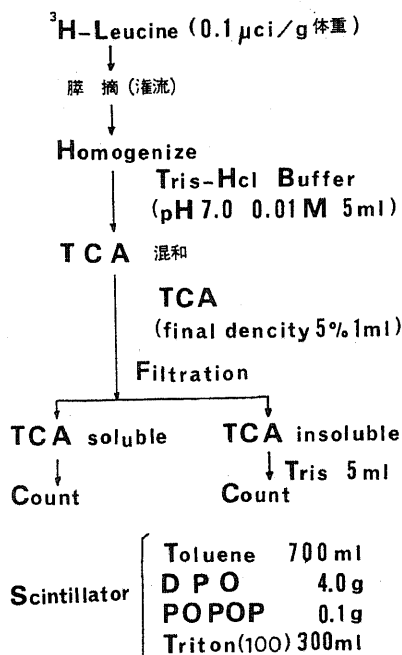 ³H-Leucine (0.1 μci/g 体重)
膵 摘 (潅流)
Homogenize
Tris-Hcl Buffer
(pH 7.0 0.01M 5ml)
TCA 混和
TCA
(final dencity 5% 1ml)
Filtration
TCA soluble TCA insoluble
Tris 5ml
Count Count
Toluene 700ml
Scintillator DPO 4.0g
POPOP 0.1g
Triton(100) 300ml